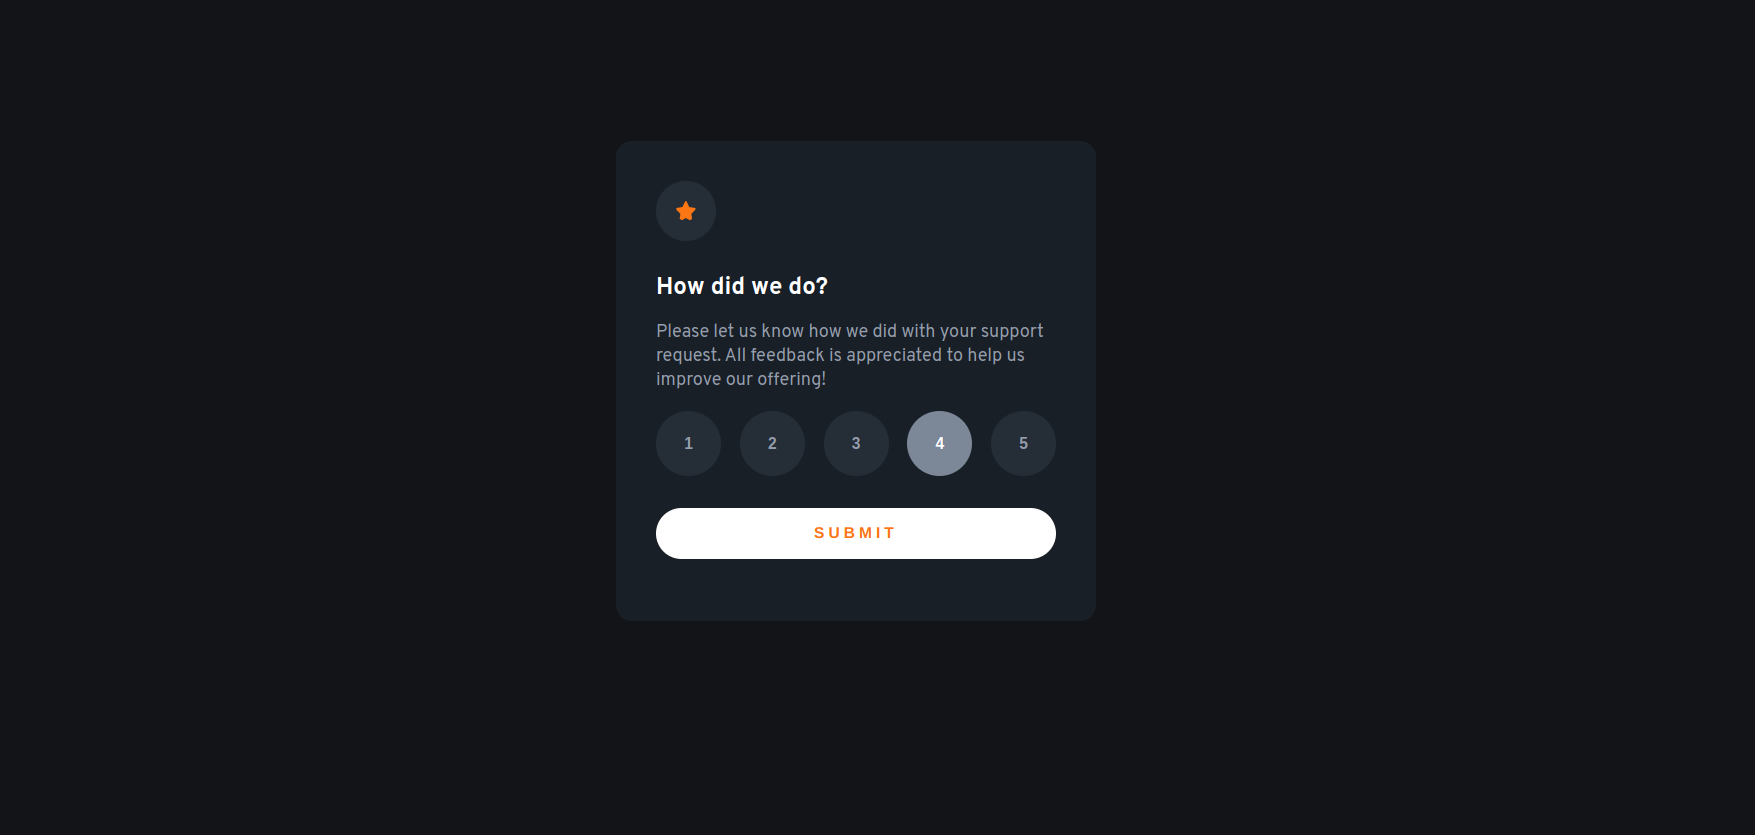 How did we do?
Please let us know how we did with your support
request. All feedback is appreciated to help us
improve our offering!
1 2 3 4 5
SUBMIT